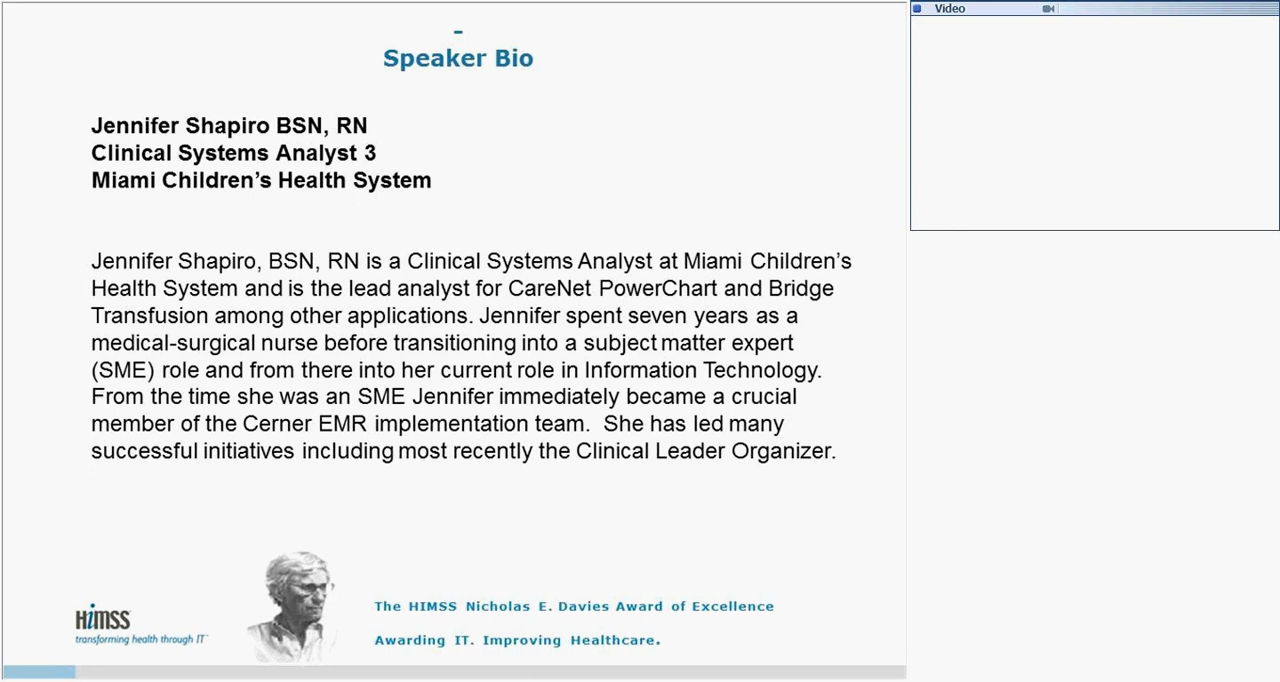 -
Speaker Bio
Video
Jennifer Shapiro BSN, RN
Clinical Systems Analyst 3
Miami Children’s Health System
Jennifer Shapiro, BSN, RN is a Clinical Systems Analyst at Miami Children’s
Health System and is the lead analyst for CareNet PowerChart and Bridge
Transfusion among other applications. Jennifer spent seven years as a
medical-surgical nurse before transitioning into a subject matter expert
(SME) role and from there into her current role in Information Technology.
From the time she was an SME Jennifer immediately became a crucial
member of the Cerner EMR implementation team.  She has led many
successful initiatives including most recently the Clinical Leader Organizer.
HiMSS
transforming health through IT™
The HIMSS Nicholas E. Davies Award of Excellence
Awarding IT. Improving Healthcare.